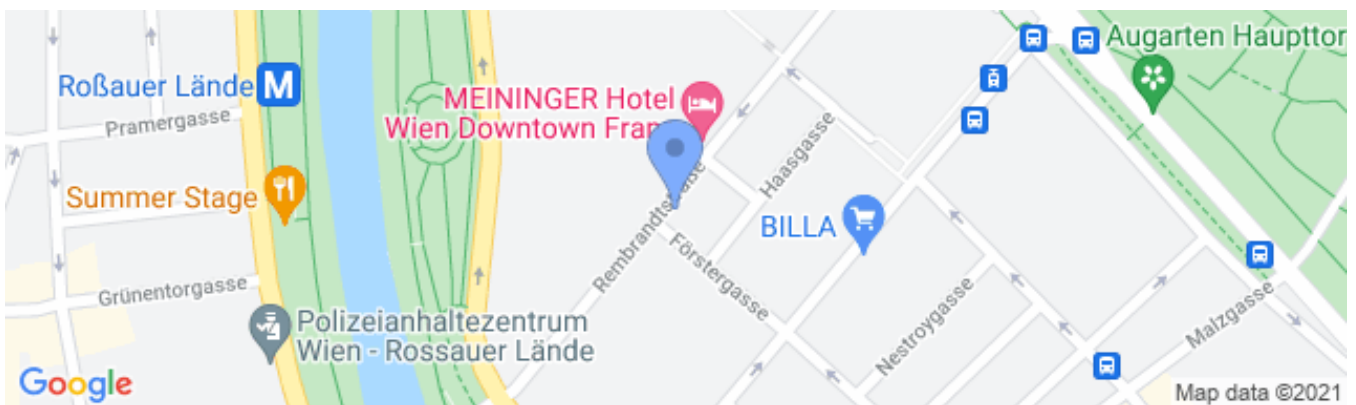 Augarten Haupttor
Roßauer Lände
M
MEININGER Hotel
Wien Downtown Fran
Pramergasse
Haasgasse
Summer Stage
Rembrandtstraße
BILLA
Förstergasse
Grünentorgasse
Nestroygasse
Malzgasse
Polizeianhaltezentrum
Wien - Rossauer Lände
Google
Map data ©2021